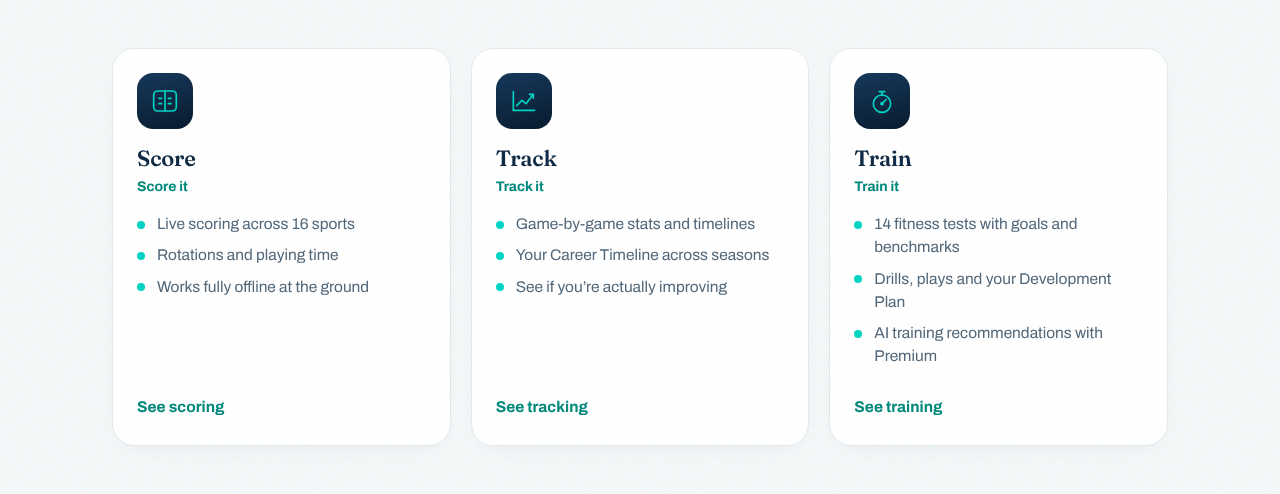 Score
Score it
Live scoring across 16 sports
Rotations and playing time
Works fully offline at the ground
See scoring
Track
Track it
Game-by-game stats and timelines
Your Career Timeline across seasons
See if you’re actually improving
See tracking
Train
Train it
14 fitness tests with goals and
benchmarks
Drills, plays and your Development
Plan
AI training recommendations with
Premium
See training